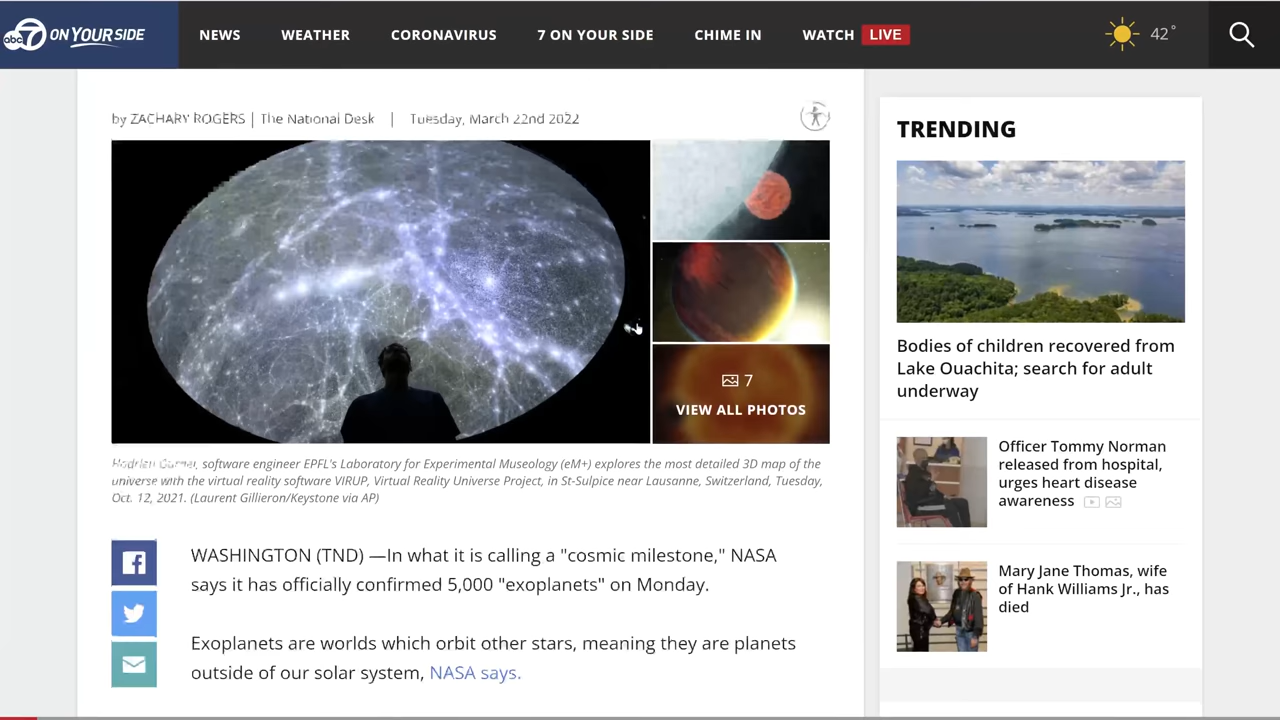 abc 7 ON YOUR SIDE
NEWS WEATHER CORONAVIRUS 7 ON YOUR SIDE CHIME IN WATCH LIVE
42°
by ZACHARY ROGERS | The National Desk | Tuesday, March 22nd 2022
7
VIEW ALL PHOTOS
software engineer EPFL's Laboratory for Experimental Museology (eM+) explores the most detailed 3D map of the
universe with the virtual reality software VIRUP, Virtual Reality Universe Project, in St-Sulpice near Lausanne, Switzerland, Tuesday,
Oct. 12, 2021. (Laurent Gillieron/Keystone via AP)
WASHINGTON (TND) —In what it is calling a "cosmic milestone," NASA
says it has officially confirmed 5,000 "exoplanets" on Monday.
Exoplanets are worlds which orbit other stars, meaning they are planets
outside of our solar system, NASA says.
TRENDING
Bodies of children recovered from
Lake Ouachita; search for adult
underway
Officer Tommy Norman
released from hospital,
urges heart disease
awareness
Mary Jane Thomas, wife
of Hank Williams Jr., has
died